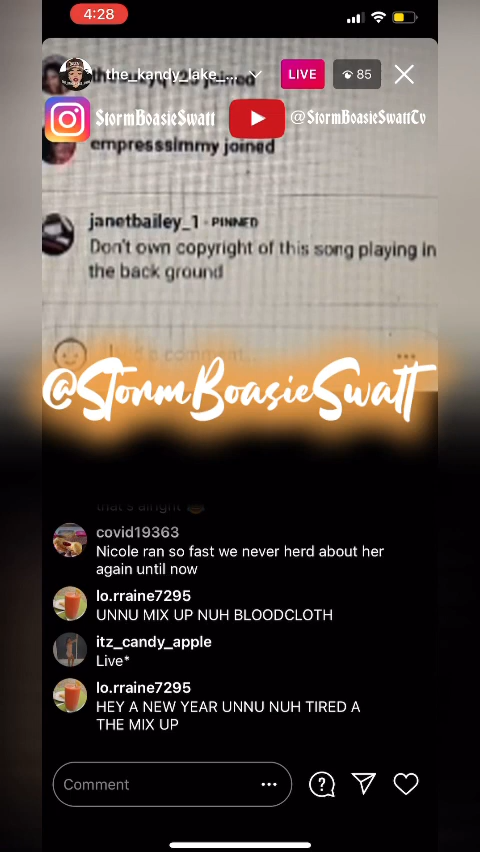 4:28
the_kandy_lake_...
LIVE
85
joined
StormBoasieSwatt
@StormBoasieSwattTv
empresssimmy joined
janetbailey_1 · PINNED
Don't own copyright of this song playing in
the back ground
@StormBoasieSwatt
that's alright
covid19363
Nicole ran so fast we never herd about her
again until now
lo.rraine7295
UNNU MIX UP NUH BLOODCLOTH
itz_candy_apple
Live*
lo.rraine7295
HEY A NEW YEAR UNNU NUH TIRED A
THE MIX UP
Comment